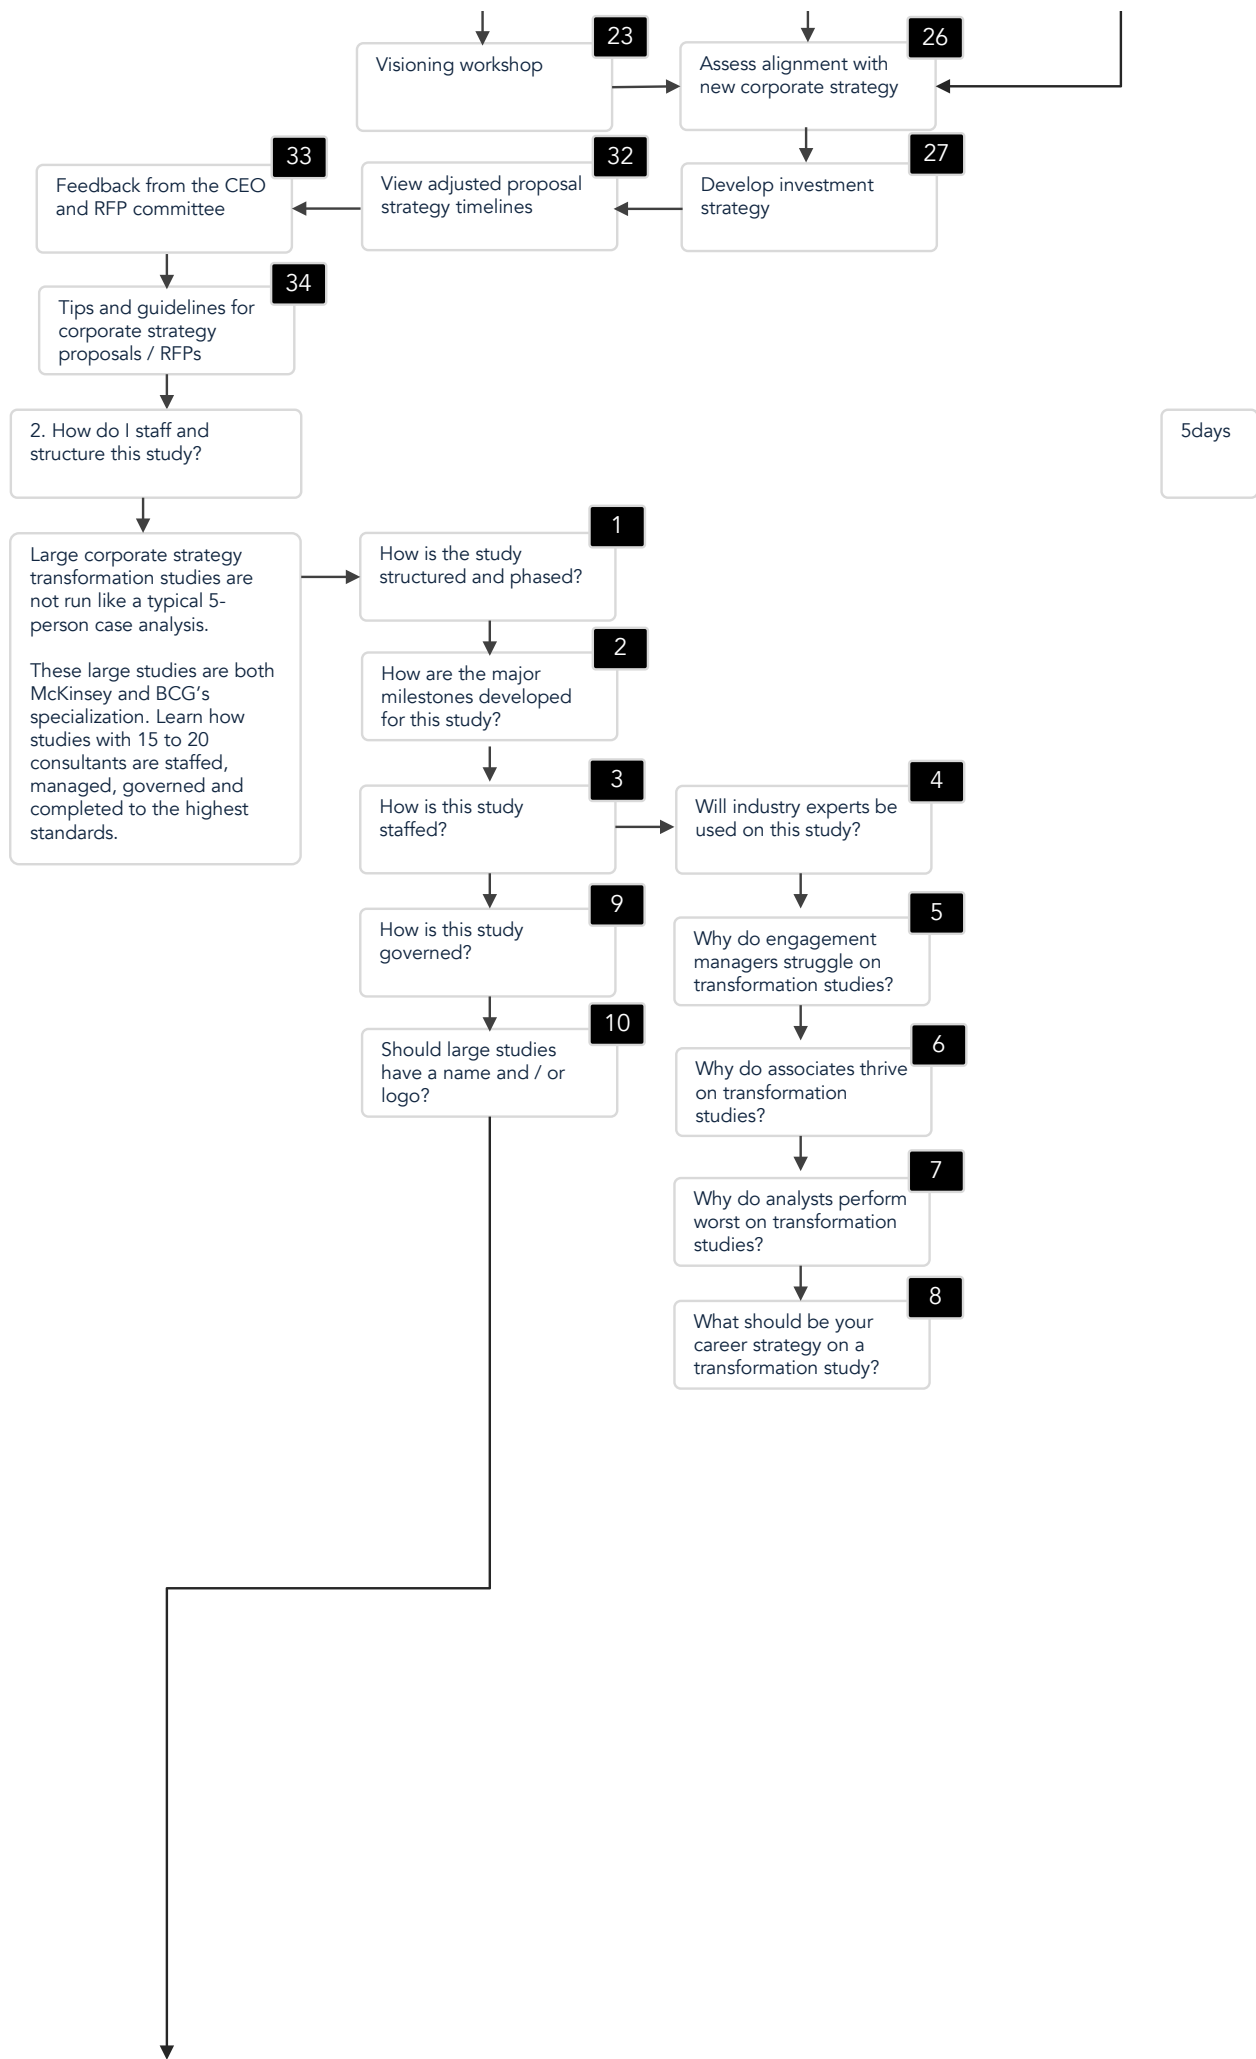 23
Visioning workshop
26
Assess alignment with
new corporate strategy
33
Feedback from the CEO
and RFP committee
32
View adjusted proposal
strategy timelines
27
Develop investment
strategy
34
Tips and guidelines for
corporate strategy
proposals / RFPs
2. How do I staff and
structure this study?
5days
Large corporate strategy
transformation studies are
not run like a typical 5-
person case analysis.
These large studies are both
McKinsey and BCG's
specialization. Learn how
studies with 15 to 20
consultants are staffed,
managed, governed and
completed to the highest
standards.
1
How is the study
structured and phased?
2
How are the major
milestones developed
for this study?
3
How is this study
staffed?
4
Will industry experts be
used on this study?
5
Why do engagement
managers struggle on
transformation studies?
6
Why do associates thrive
on transformation
studies?
7
Why do analysts perform
worst on transformation
studies?
8
What should be your
career strategy on a
transformation study?
9
How is this study
governed?
10
Should large studies
have a name and / or
logo?